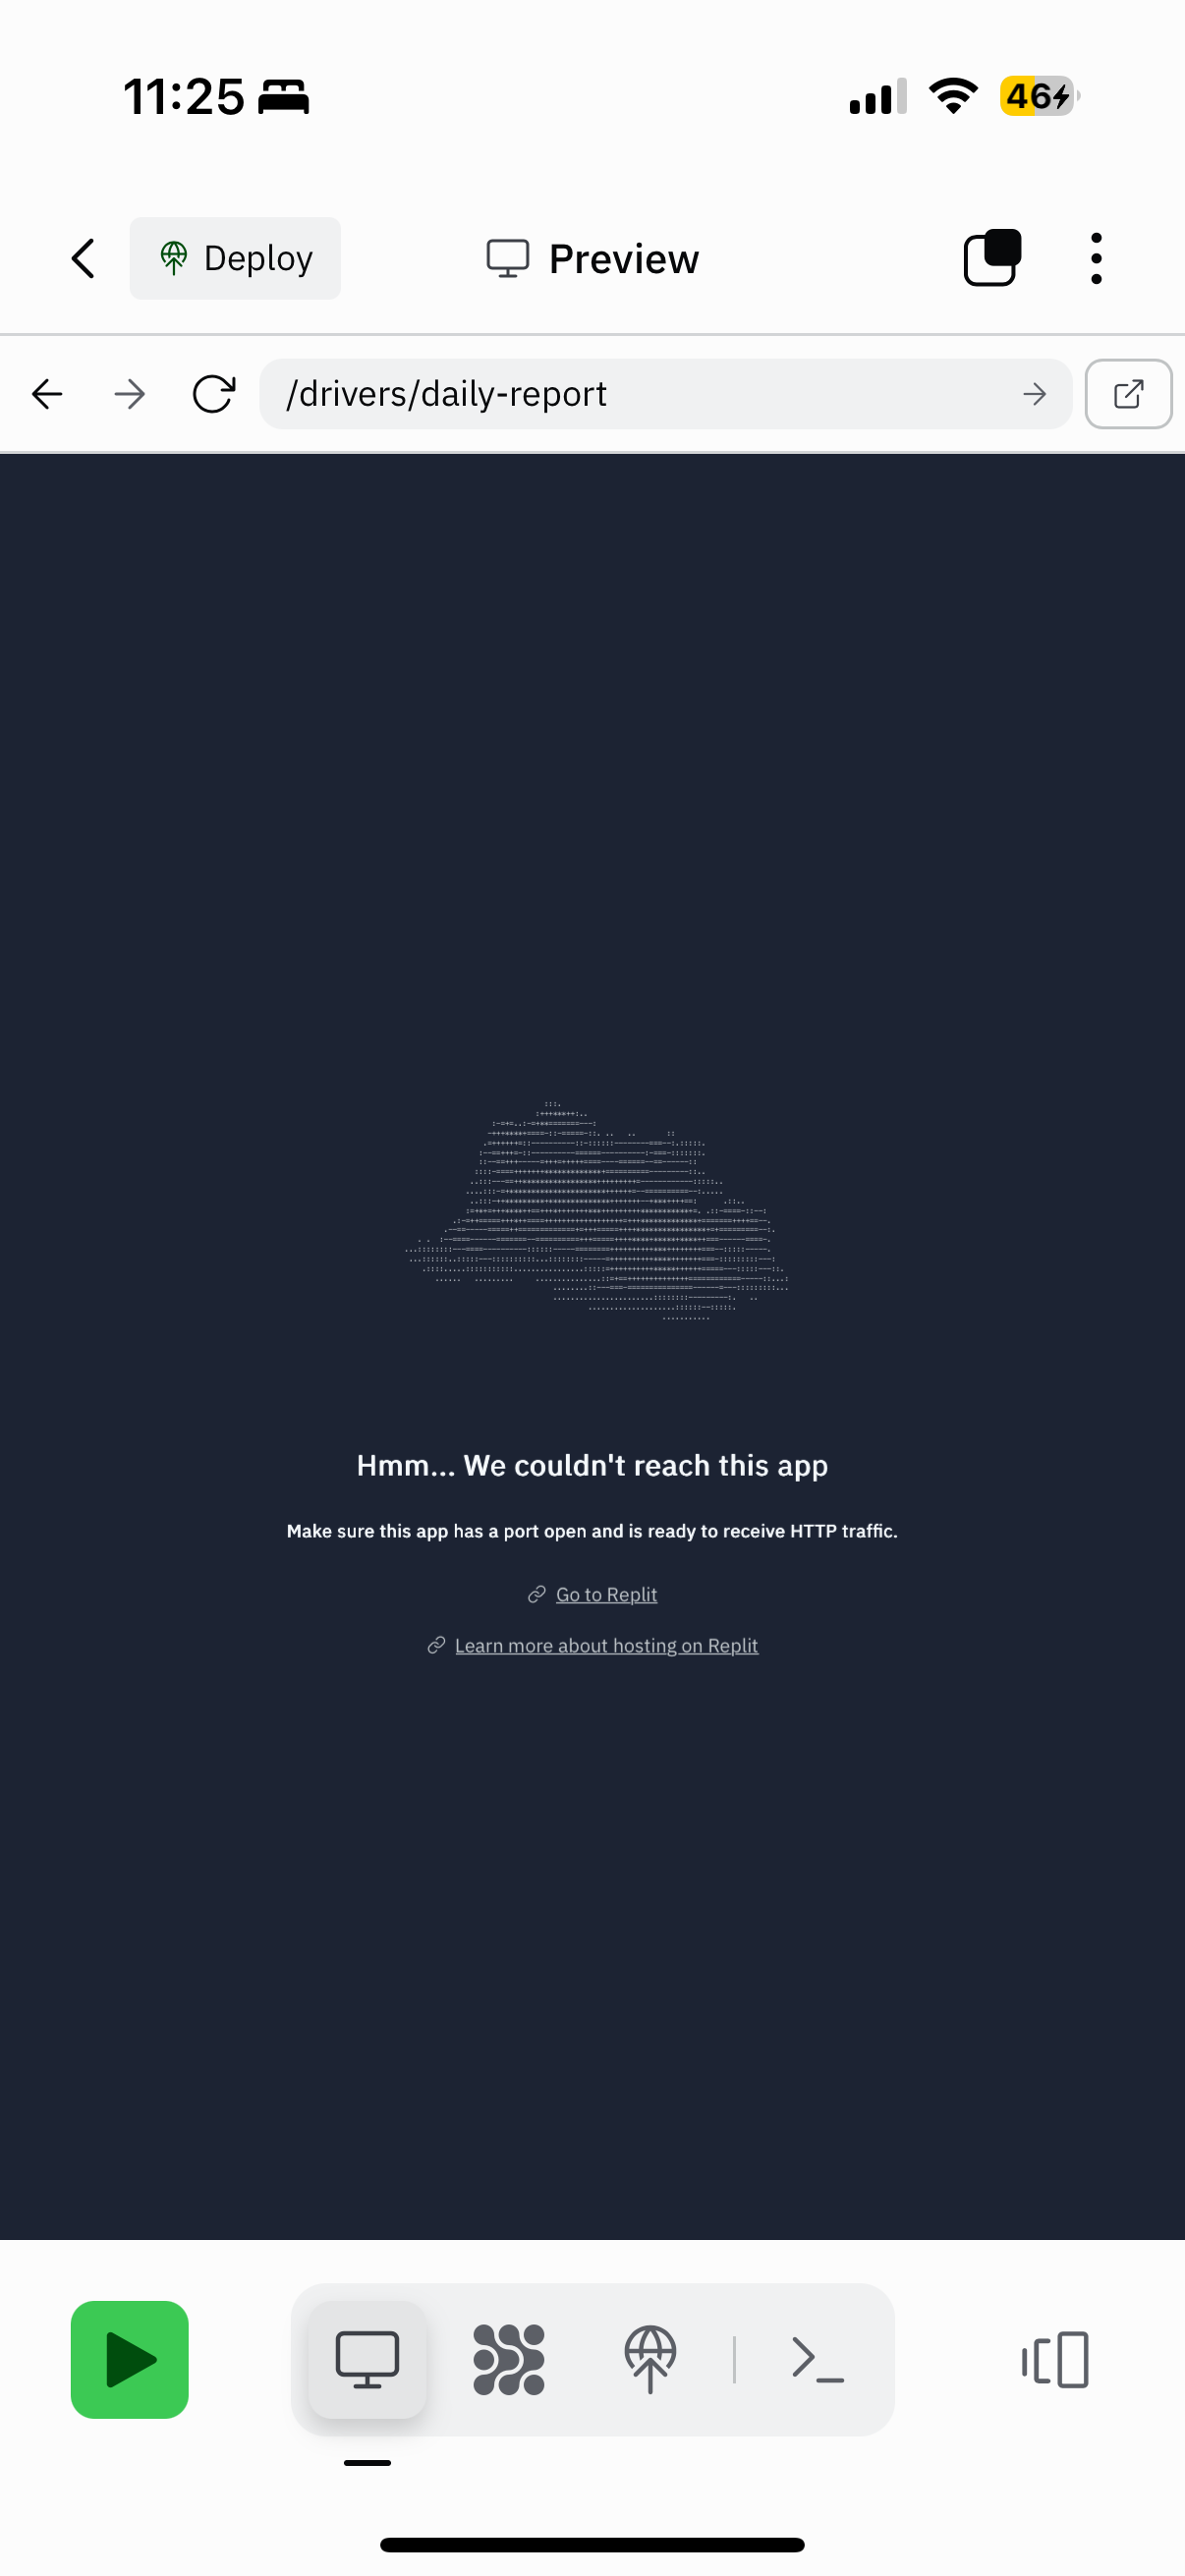 11:25
46
Deploy
Preview
/drivers/daily-report
Hmm... We couldn't reach this app
Make sure this app has a port open and is ready to receive HTTP traffic.
Go to Replit
Learn more about hosting on Replit